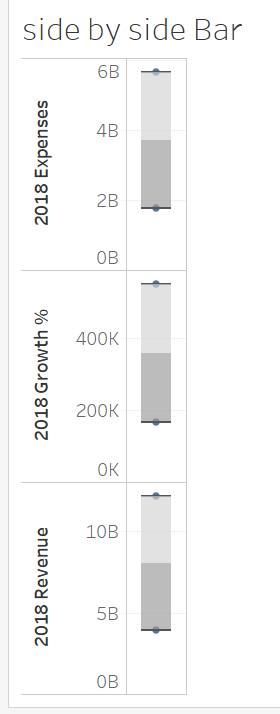 side by side Bar
2018 Expenses
6B
4B
2B
0B
2018 Growth %
400K
200K
0K
2018 Revenue
10B
5B
0B